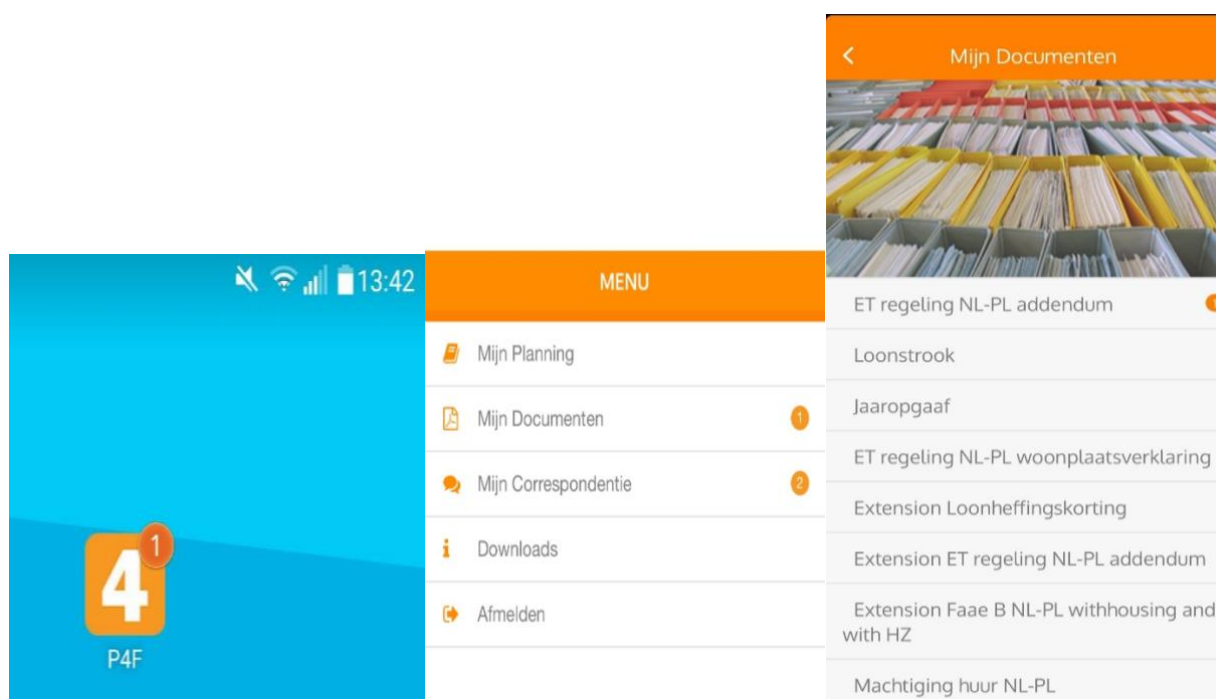 13:42
4
1
P4F
MENU
Mijn Planning
Mijn Documenten
1
Mijn Correspondentie
2
i Downloads
Afmelden
Mijn Documenten
ET regeling NL-PL addendum
Loonstrook
Jaaropgaaf
ET regeling NL-PL woonplaatsverklaring
Extension Loonheffingskorting
Extension ET regeling NL-PL addendum
Extension Faae B NL-PL withhousing and
with HZ
Machtiging huur NL-PL